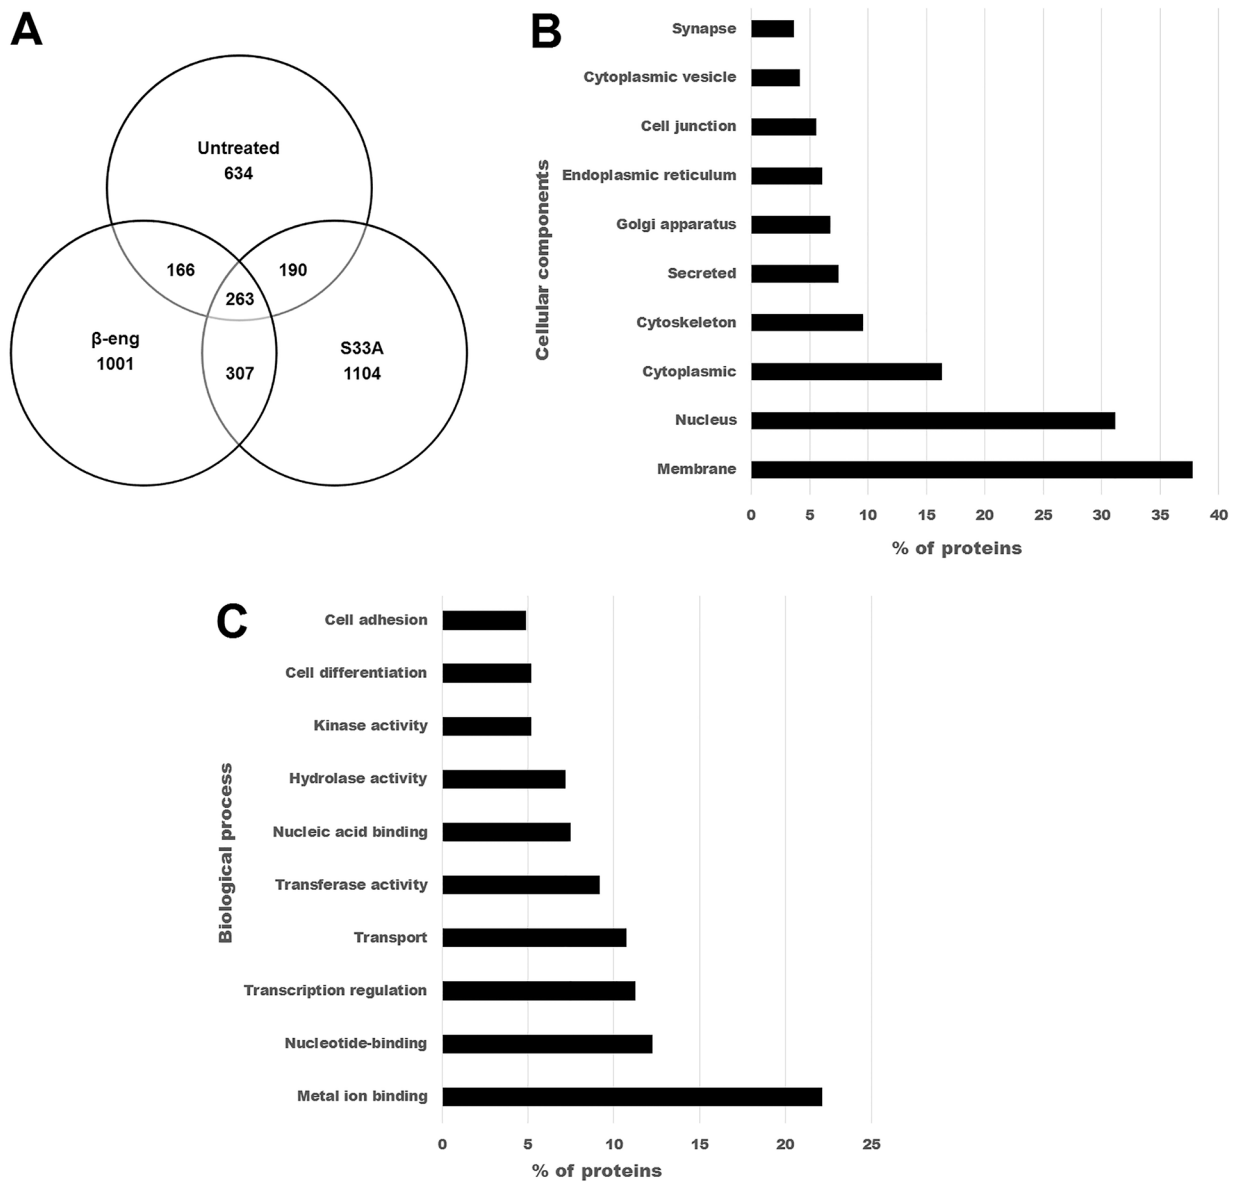 A
Untreated
634
166
190
263
β-eng
1001
S33A
1104
307
B
Cellular components
Synapse
Cytoplasmic vesicle
Cell junction
Endoplasmic reticulum
Golgi apparatus
Secreted
Cytoskeleton
Cytoplasmic
Nucleus
Membrane
0 5 10 15 20 25 30 35 40
% of proteins
C
Biological process
Cell adhesion
Cell differentiation
Kinase activity
Hydrolase activity
Nucleic acid binding
Transferase activity
Transport
Transcription regulation
Nucleotide-binding
Metal ion binding
0 5 10 15 20 25
% of proteins